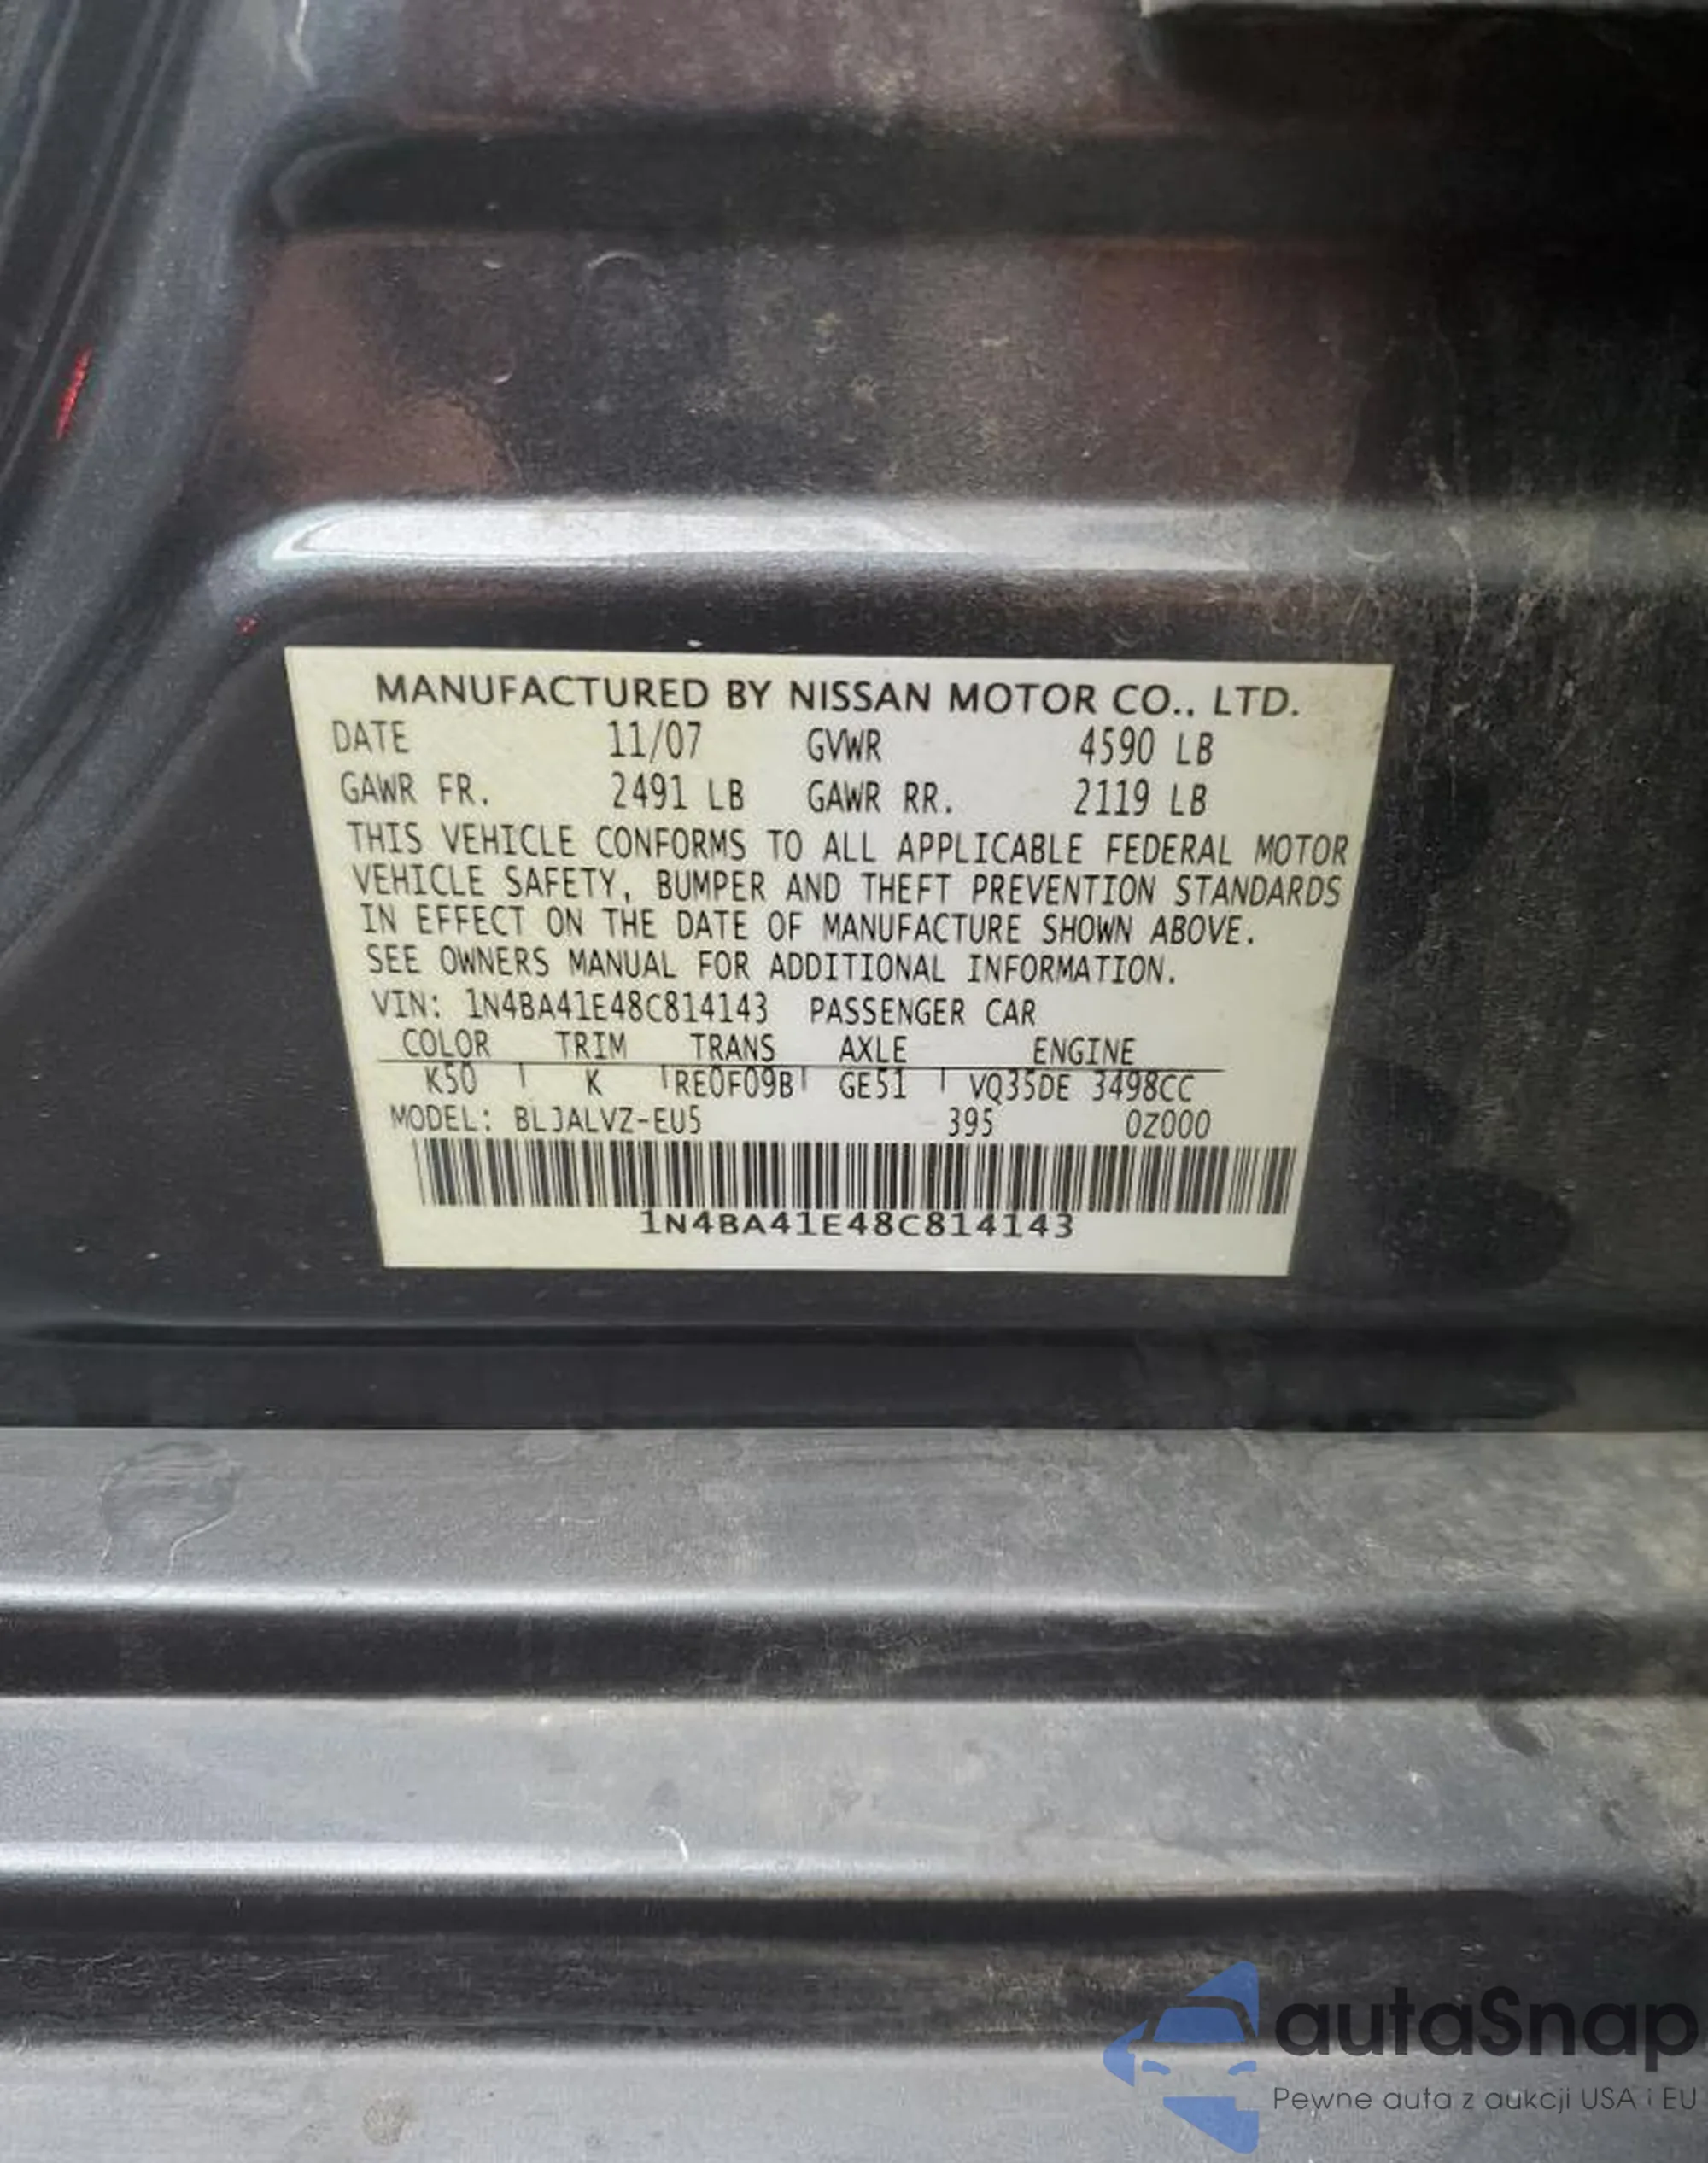 MANUFACTURED BY NISSAN MOTOR CO., LTD.
DATE 11/07 GVWR 4590 LB
GAWR FR. 2491 LB GAWR RR. 2119 LB
THIS VEHICLE CONFORMS TO ALL APPLICABLE FEDERAL MOTOR
VEHICLE SAFETY, BUMPER AND THEFT PREVENTION STANDARDS
IN EFFECT ON THE DATE OF MANUFACTURE SHOWN ABOVE.
SEE OWNERS MANUAL FOR ADDITIONAL INFORMATION.
VIN: 1N4BA41E48C814143 PASSENGER CAR
COLOR TRIM TRANS AXLE ENGINE
K50 K RE0F09B GE51 VQ35DE 3498CC
MODEL: BLJALVZ-EU5 395 0Z000
1N4BA41E48C814143
autaSnap
Pewne auta z aukcji USA i EU